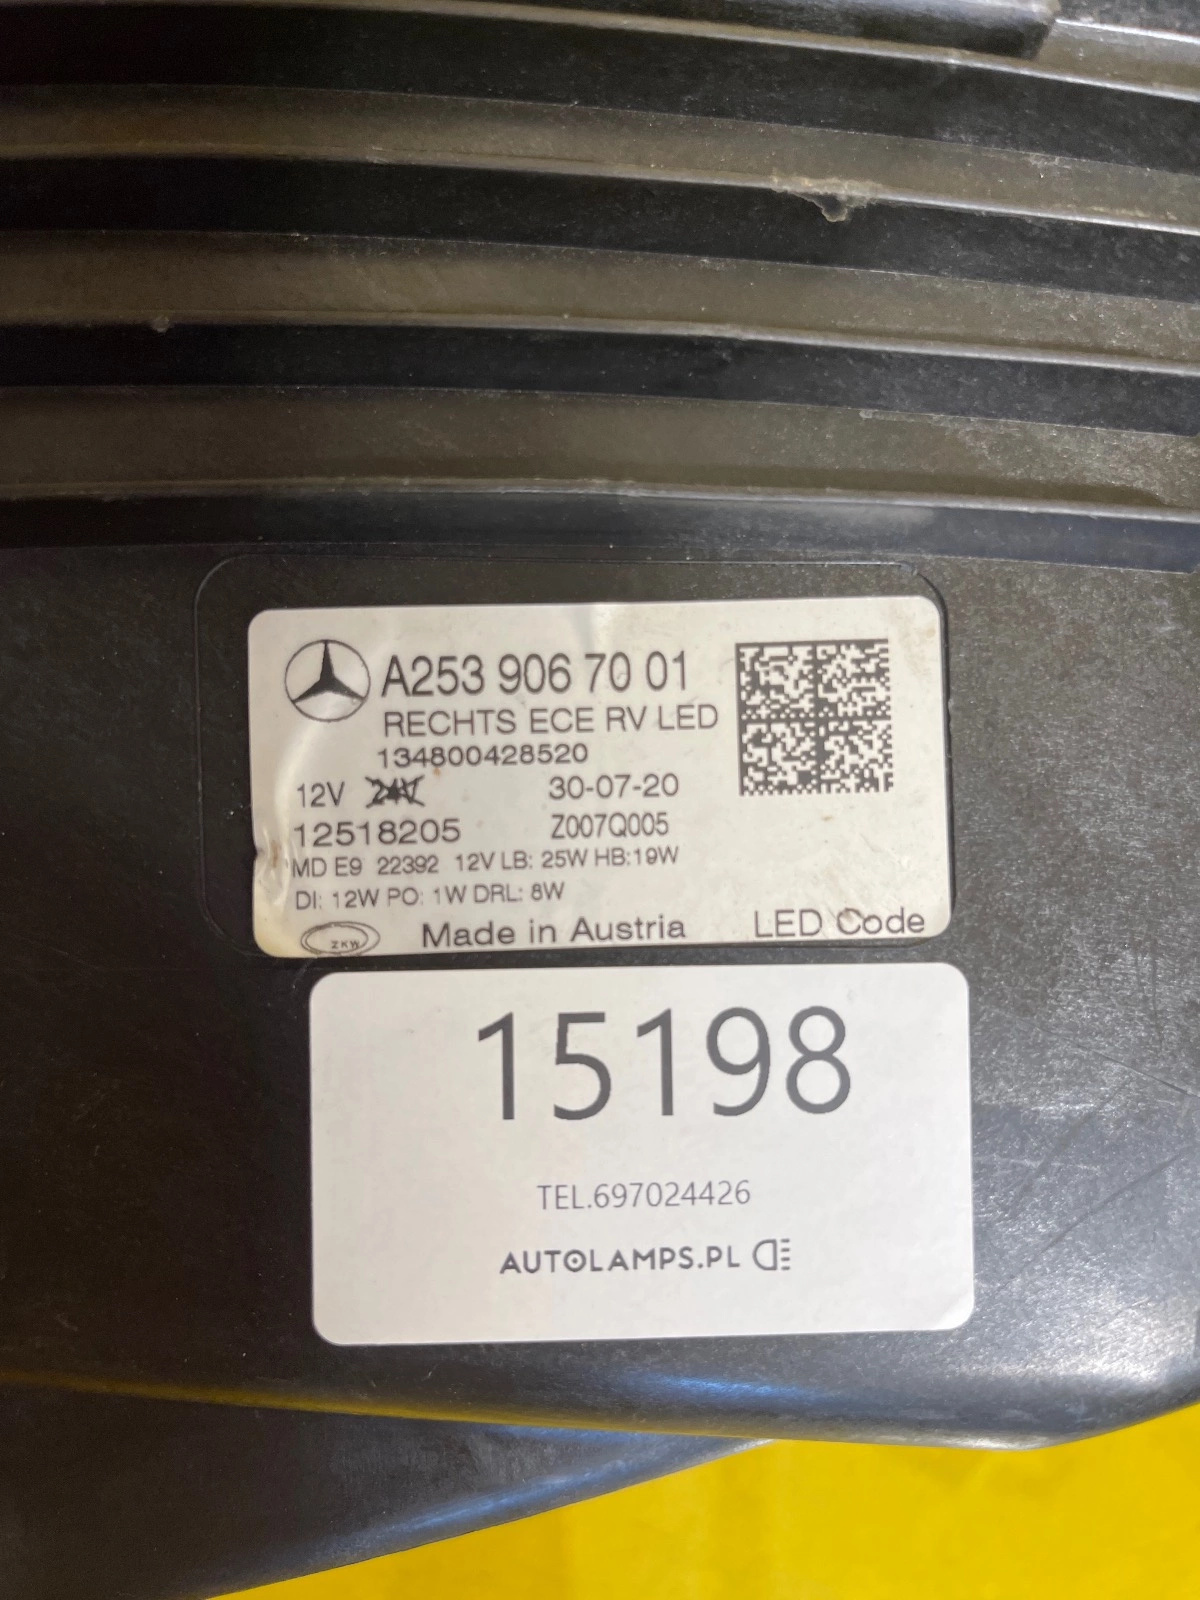 A253 906 70 01
RECHTS ECE RV LED
134800428520
12V 24V 30-07-20
12518205 Z007Q005
MD E9 22392 12V LB: 25W HB:19W
DI: 12W PO: 1W DRL: 8W
ZKW Made in Austria LED Code
15198
TEL.697024426
AUTOLAMPS.PL